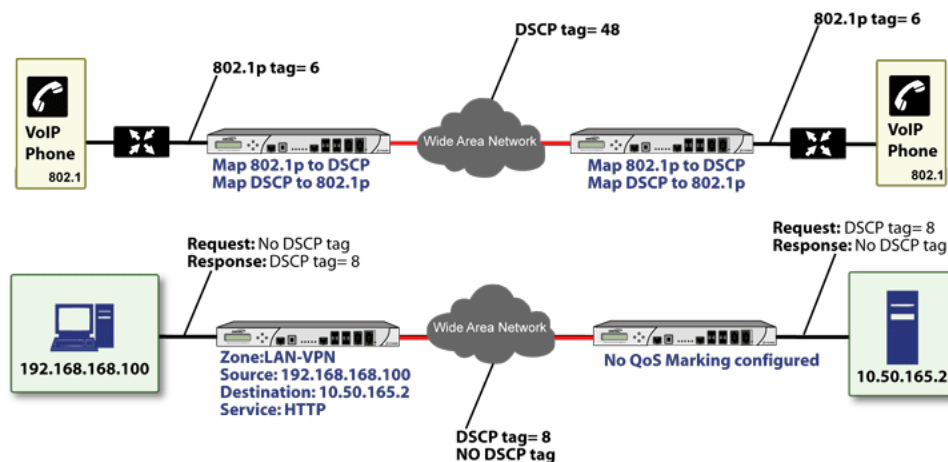 DSCP tag= 48
802.1p tag= 6
802.1p tag= 6
VoIP
Phone
802.1
Wide Area Network
VoIP
Phone
802.1
Map 802.1p to DSCP
Map DSCP to 802.1p
Map 802.1p to DSCP
Map DSCP to 802.1p
Request: No DSCP tag
Response: DSCP tag= 8
Request: DSCP tag= 8
Response: No DSCP tag
Wide Area Network
192.168.168.100
Zone:LAN-VPN
Source: 192.168.168.100
Destination: 10.50.165.2
Service: HTTP
No QoS Marking configured
10.50.165.2
DSCP tag= 8
NO DSCP tag